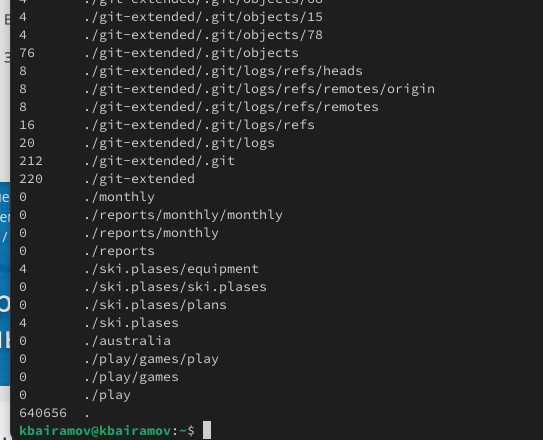 4 ./git-extended/.git/objects/68
4 ./git-extended/.git/objects/15
4 ./git-extended/.git/objects/78
76 ./git-extended/.git/objects
8 ./git-extended/.git/logs/refs/heads
8 ./git-extended/.git/logs/refs/remotes/origin
8 ./git-extended/.git/logs/refs/remotes
16 ./git-extended/.git/logs/refs
20 ./git-extended/.git/logs
212 ./git-extended/.git
220 ./git-extended
0 ./monthly
0 ./reports/monthly/monthly
0 ./reports/monthly
0 ./reports
4 ./ski.plases/equipment
0 ./ski.plases/ski.plases
0 ./ski.plases/plans
4 ./ski.plases
0 ./australia
0 ./play/games/play
0 ./play/games
0 ./play
640656 .
kbairamov@kbairamov:~$